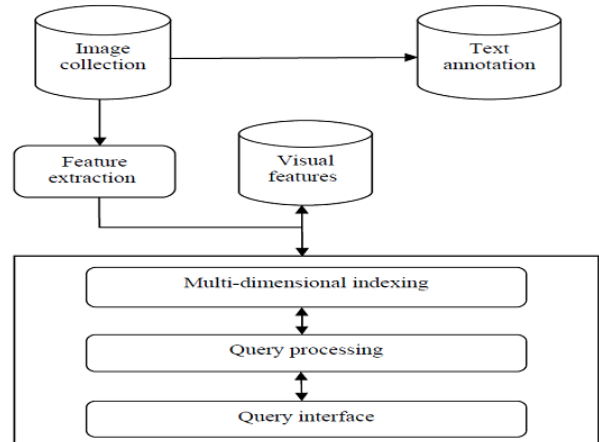 Image
collection
Text
annotation
Feature
extraction
Visual
features
Multi-dimensional indexing
Query processing
Query interface